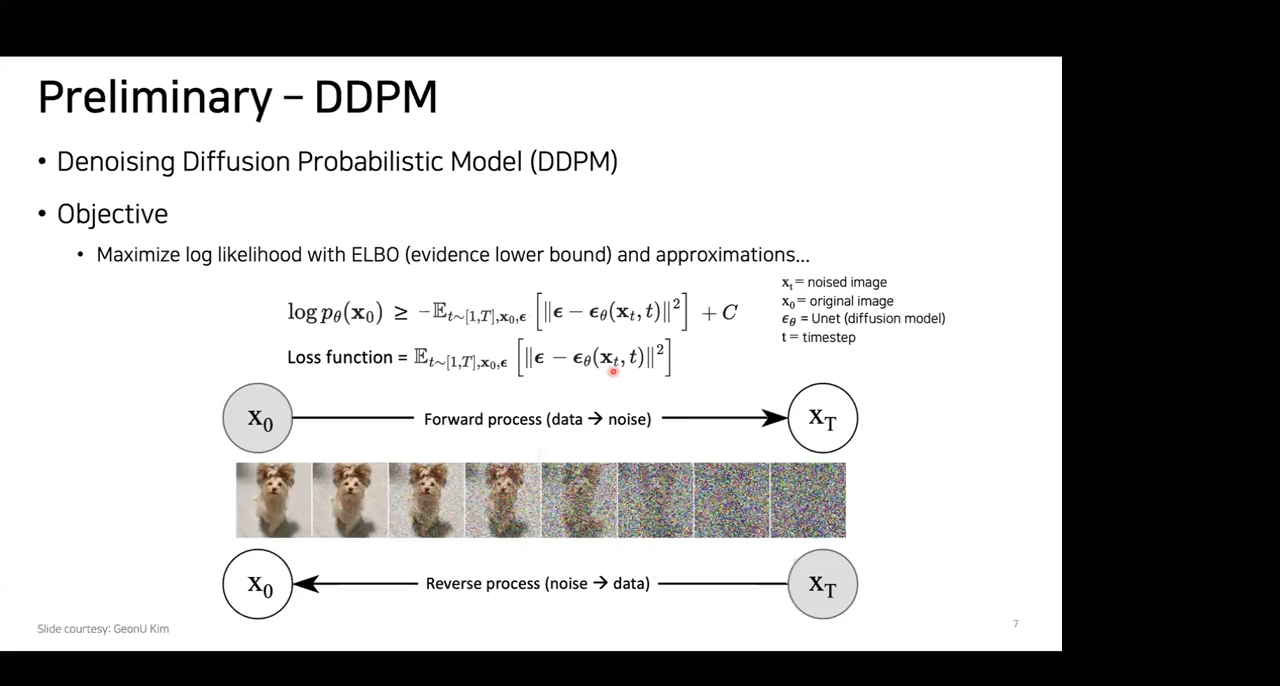 Preliminary – DDPM
• Denoising Diffusion Probabilistic Model (DDPM)
• Objective
• Maximize log likelihood with ELBO (evidence lower bound) and approximations...
log p_θ(x_0) ≥ −𝔼_{t∼[1,T],x_0,ϵ} [‖ϵ − ϵ_θ(x_t, t)‖²] + C
Loss function = 𝔼_{t∼[1,T],x_0,ϵ} [‖ϵ − ϵ_θ(x_t, t)‖²]
x_t = noised image
x_0 = original image
ϵ_θ = Unet (diffusion model)
t = timestep
x_0 Forward process (data → noise) x_T
x_0 Reverse process (noise → data) x_T
Slide courtesy: GeonU Kim
7